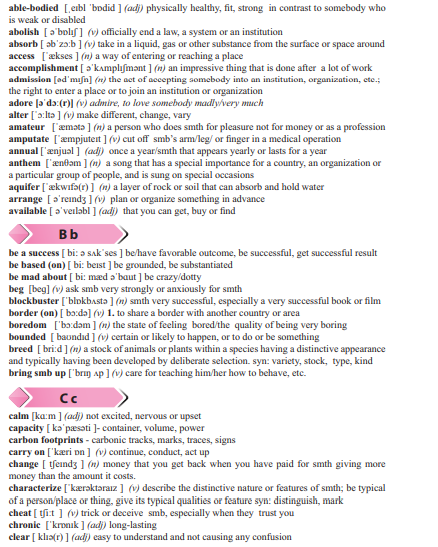 able-bodied [ˌeɪbl ˈbɒdid ] (adj) physically healthy, fit, strong in contrast to somebody who
is weak or disabled
abolish [ əˈbɒlɪʃ ] (v) officially end a law, a system or an institution
absorb [ əbˈzɔ:b ] (v) take in a liquid, gas or other substance from the surface or space around
access [ˈækses ] (n) a way of entering or reaching a place
accomplishment [ əˈkʌmplɪʃmənt ] (n) an impressive thing that is done after a lot of work
admission [ədˈmɪʃn] (n) the act of accepting somebody into an institution, organization, etc.;
the right to enter a place or to join an institution or organization
adore [əˈdɔ:(r)] (v) admire, to love somebody madly/very much
alter [ˈɔ:ltə ] (v) make different, change, vary
amateur [ˈæmətə ] (n) a person who does smth for pleasure not for money or as a profession
amputate [ˈæmpjuteɪt ] (v) cut off smb's arm/leg/ or finger in a medical operation
annual [ˈænjuəl ] (adj) once a year/smth that appears yearly or lasts for a year
anthem [ˈænθəm ] (n) a song that has a special importance for a country, an organization or
a particular group of people, and is sung on special occasions
aquifer [ˈækwɪfə(r) ] (n) a layer of rock or soil that can absorb and hold water
arrange [ əˈreɪndʒ ] (v) plan or organize something in advance
available [ əˈveɪləbl ] (adj) that you can get, buy or find
B b
be a success [ bi: ə sʌkˈses ] be/have favorable outcome, be successful, get successful result
be based (on) [ bi: beɪst ] be grounded, be substantiated
be mad about [ bi: mæd əˈbaʊt ] be crazy/dotty
beg [beg] (v) ask smb very strongly or anxiously for smth
blockbuster [ˈblɒkbʌstə ] (n) smth very successful, especially a very successful book or film
border (on) [ bɔ:də] (v) 1. to share a border with another country or area
boredom [ˈbɔ:dəm ] (n) the state of feeling bored/the quality of being very boring
bounded [ baʊndɪd ] (v) certain or likely to happen, or to do or be something
breed [ bri:d ] (n) a stock of animals or plants within a species having a distinctive appearance
and typically having been developed by deliberate selection. syn: variety, stock, type, kind
bring smb up [ˈbrɪŋ ʌp ] (v) care for teaching him/her how to behave, etc.
C c
calm [kɑ:m ] (adj) not excited, nervous or upset
capacity [ kəˈpæsəti ]- container, volume, power
carbon footprints - carbonic tracks, marks, traces, signs
carry on [ˈkæri ɒn ] (v) continue, conduct, act up
change [ tʃeɪndʒ ] (n) money that you get back when you have paid for smth giving more
money than the amount it costs.
characterize [ˈkærəktəraɪz ] (v) describe the distinctive nature or features of smth; be typical
of a person/place or thing, give its typical qualities or feature syn: distinguish, mark
cheat [ tʃi:t ] (v) trick or deceive smb, especially when they trust you
chronic [ˈkrɒnɪk ] (adj) long-lasting
clear [ klɪə(r) ] (adj) easy to understand and not causing any confusion